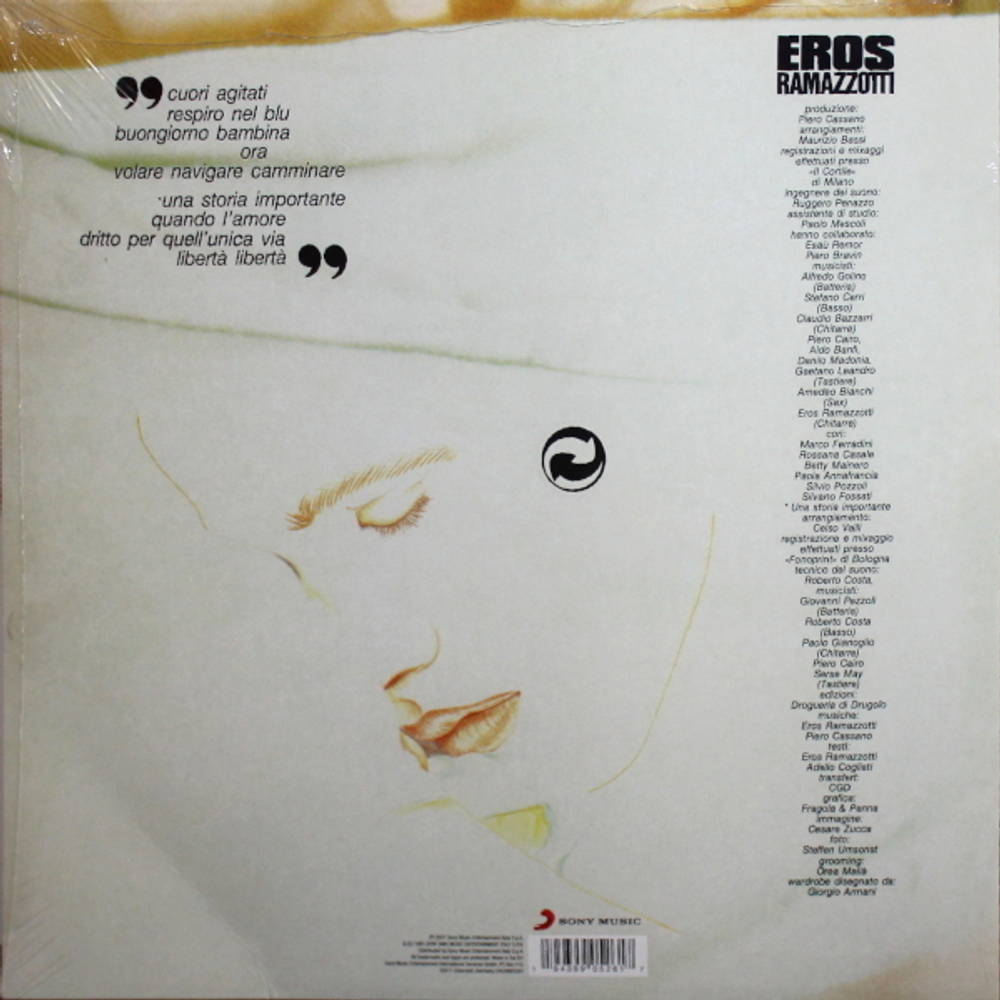 cuori agitati
respiro nel blu
buongiorno bambina
ora
volare navigare camminare
*una storia importante
quando l'amore
dritto per quell'unica via
libertà libertà
EROS
RAMAZZOTTI
produzione:
Piero Cassano
arrangiamenti:
Maurizio Bassi
registrazioni e mixaggi
effettuati presso
«Il Cortile»
di Milano
ingegnere del suono:
Ruggero Penazzo
assistente di studio:
Paolo Mescoli
hanno collaborato:
Esaù Remor
Piero Bravin
musicisti:
Alfredo Golino
(Batteria)
Stefano Cerri
(Basso)
Claudio Bazzarri
(Chitarre)
Piero Cairo,
Aldo Banfi,
Danilo Madonia,
Gaetano Leandro
(Tastiere)
Amedeo Bianchi
(Sax)
Eros Ramazzotti
(Chitarre)
cori:
Marco Ferradini
Rossana Casale
Betty Mainero
Paola Annafrancia
Silvio Pozzoli
Silvano Fossati
* Una storia importante
arrangiamento:
Celso Valli
registrazione e mixaggio
effettuati presso
«Fonoprint» di Bologna
tecnico del suono:
Roberto Costa,
musicisti:
Giovanni Pezzoli
(Batteria)
Roberto Costa
(Basso)
Paolo Gianoglio
(Chitarre)
Piero Cairo
Serse May
(Tastiere)
edizioni:
Drogueria di Drugolo
musiche:
Eros Ramazzotti
Piero Cassano
testi:
Eros Ramazzotti
Adelio Cogliati
transfert:
CGD
grafica:
Fragola & Panna
immagine:
Cesare Zucca
foto:
Steffen Umsonst
grooming:
Orea Malià
wardrobe disegnato da:
Giorgio Armani
SONY MUSIC